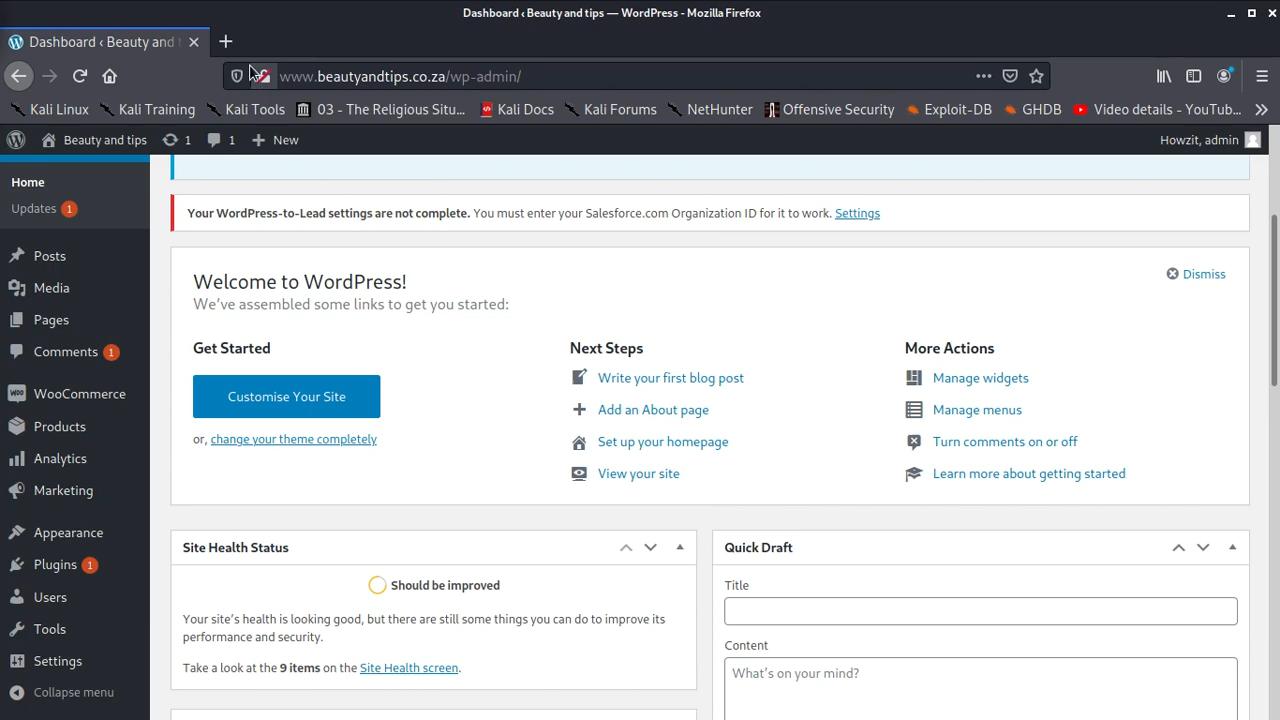 Dashboard ‹ Beauty and tips — WordPress - Mozilla Firefox
Dashboard ‹ Beauty and t
www.beautyandtips.co.za/wp-admin/
Kali Linux Kali Training Kali Tools 03 - The Religious Situ... Kali Docs Kali Forums NetHunter Offensive Security Exploit-DB GHDB Video details - YouTub...
Beauty and tips 1 1 New Howzit, admin
Home
Updates 1
Posts
Media
Pages
Comments 1
WooCommerce
Products
Analytics
Marketing
Appearance
Plugins 1
Users
Tools
Settings
Collapse menu
Your WordPress-to-Lead settings are not complete. You must enter your Salesforce.com Organization ID for it to work. Settings
Welcome to WordPress!
Dismiss
We've assembled some links to get you started:
Get Started
Customise Your Site
or, change your theme completely
Next Steps
Write your first blog post
Add an About page
Set up your homepage
View your site
More Actions
Manage widgets
Manage menus
Turn comments on or off
Learn more about getting started
Site Health Status
Should be improved
Your site's health is looking good, but there are still some things you can do to improve its
performance and security.
Take a look at the 9 items on the Site Health screen.
Quick Draft
Title
Content
What's on your mind?